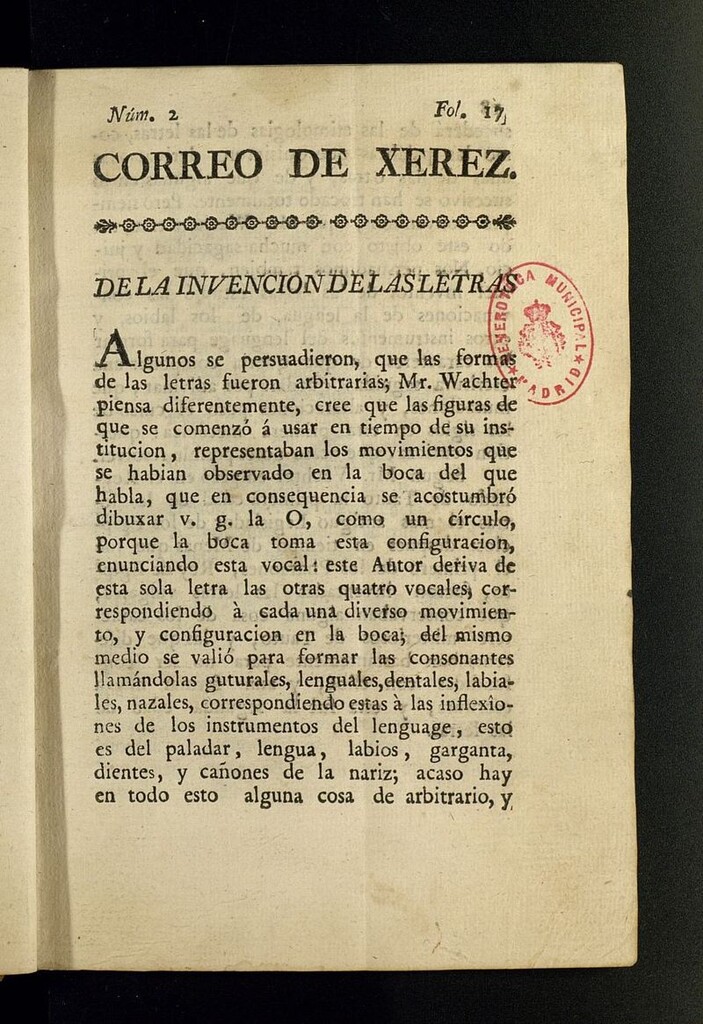 Núm. 2
Fol. 17
CORREO DE XEREZ.
DE LA INVENCION DE LAS LETRAS
Algunos se persuadieron, que las formas
de las letras fueron arbitrarias; Mr. Wachter
piensa diferentemente, cree que las figuras de
que se comenzó á usar en tiempo de su ins-
titucion, representaban los movimientos que
se habian observado en la boca del que
habla, que en consequencia se acostumbró
dibuxar v. g. la O, como un círculo,
porque la boca toma esta configuracion,
enunciando esta vocal: este Autor deriva de
esta sola letra las otras quatro vocales, cor-
respondiendo à cada una diverso movimien-
to, y configuracion en la boca; del mismo
medio se valió para formar las consonantes
llamándolas guturales, lenguales, dentales, labia-
les, nazales, correspondiendo estas à las inflexio-
nes de los instrumentos del lenguage, esto
es del paladar, lengua, labios, garganta,
dientes, y cañones de la nariz; acaso hay
en todo esto alguna cosa de arbitrario, y
HEMEROTECA MUNICIPAL
MADRID